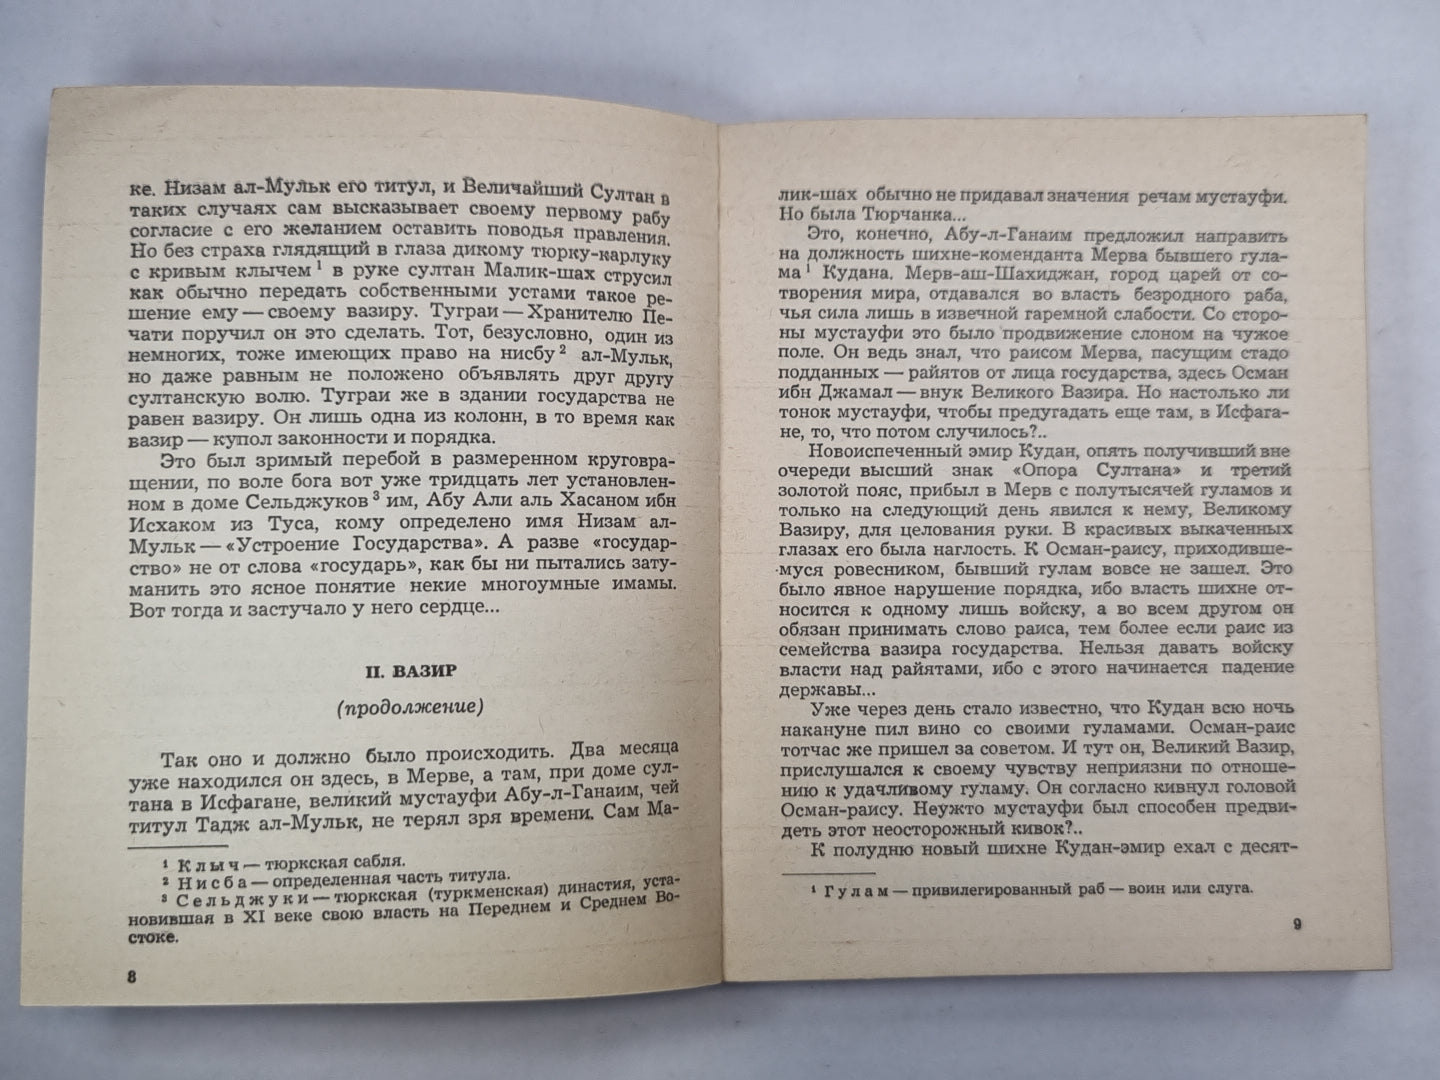 ке. Низам ал-Мульк его титул, и Величайший Султан в
таких случаях сам высказывает своему первому рабу
согласие с его желанием оставить поводья правления.
Но без страха глядящий в глаза дикому тюрку-карлуку
с кривым клычем ¹ в руке султан Малик-шах струсил
как обычно передать собственными устами такое ре-
шение ему — своему вазиру. Туграи — Хранителю Пе-
чати поручил он это сделать. Тот, безусловно, один из
немногих, тоже имеющих право на нисбу ² ал-Мульк,
но даже равным не положено объявлять друг другу
султанскую волю. Туграи же в здании государства не
равен вазиру. Он лишь одна из колонн, в то время как
вазир — купол законности и порядка.
Это был зримый перебой в размеренном круговра-
щении, по воле бога вот уже тридцать лет установлен-
ном в доме Сельджуков ³ им, Абу Али аль Хасаном ибн
Исхаком из Туса, кому определено имя Низам ал-
Мульк — «Устроение Государства». А разве «государ-
ство» не от слова «государь», как бы ни пытались зату-
манить это ясное понятие некие многоумные имамы.
Вот тогда и застучало у него сердце...
II. ВАЗИР
(продолжение)
Так оно и должно было происходить. Два месяца
уже находился он здесь, в Мерве, а там, при доме сул-
тана в Исфагане, великий мустауфи Абу-л-Ганаим, чей
титул Тадж ал-Мульк, не терял зря времени. Сам Ма-
¹ Клыч — тюркская сабля.
² Нисба — определенная часть титула.
³ Сельджуки — тюркская (туркменская) династия, уста-
новившая в XI веке свою власть на Переднем и Среднем Во-
стоке.
8
лик-шах обычно не придавал значения речам мустауфи.
Но была Тюрчанка...
Это, конечно, Абу-л-Ганаим предложил направить
на должность шихне-коменданта Мерва бывшего гула-
ма ¹ Кудана. Мерв-аш-Шахиджан, город царей от со-
творения мира, отдавался во власть безродного раба,
чья сила лишь в извечной гаремной слабости. Со сторо-
ны мустауфи это было продвижение слоном на чужое
поле. Он ведь знал, что раисом Мерва, пасущим стадо
подданных — райятов от лица государства, здесь Осман
ибн Джамал — внук Великого Вазира. Но настолько ли
тонок мустауфи, чтобы предугадать еще там, в Исфага-
не, то, что потом случилось?..
Новоиспеченный эмир Кудан, опять получивший вне
очереди высший знак «Опора Султана» и третий
золотой пояс, прибыл в Мерв с полутысячей гуламов и
только на следующий день явился к нему, Великому
Вазиру, для целования руки. В красивых выкаченных
глазах его была наглость. К Осман-раису, приходивше-
муся ровесником, бывший гулам вовсе не зашел. Это
было явное нарушение порядка, ибо власть шихне от-
носится к одному лишь войску, а во всем другом он
обязан принимать слово раиса, тем более если раис из
семейства вазира государства. Нельзя давать войску
власти над райятами, ибо с этого начинается падение
державы...
Уже через день стало известно, что Кудан всю ночь
накануне пил вино со своими гуламами. Осман-раис
тотчас же пришел за советом. И тут он, Великий Вазир,
прислушался к своему чувству неприязни по отноше-
нию к удачливому гуламу. Он согласно кивнул головой
Осман-раису. Неужто мустауфи был способен предви-
деть этот неосторожный кивок?..
К полудню новый шихне Кудан-эмир ехал с десят-
¹ Гулам — привилегированный раб — воин или слуга.
9